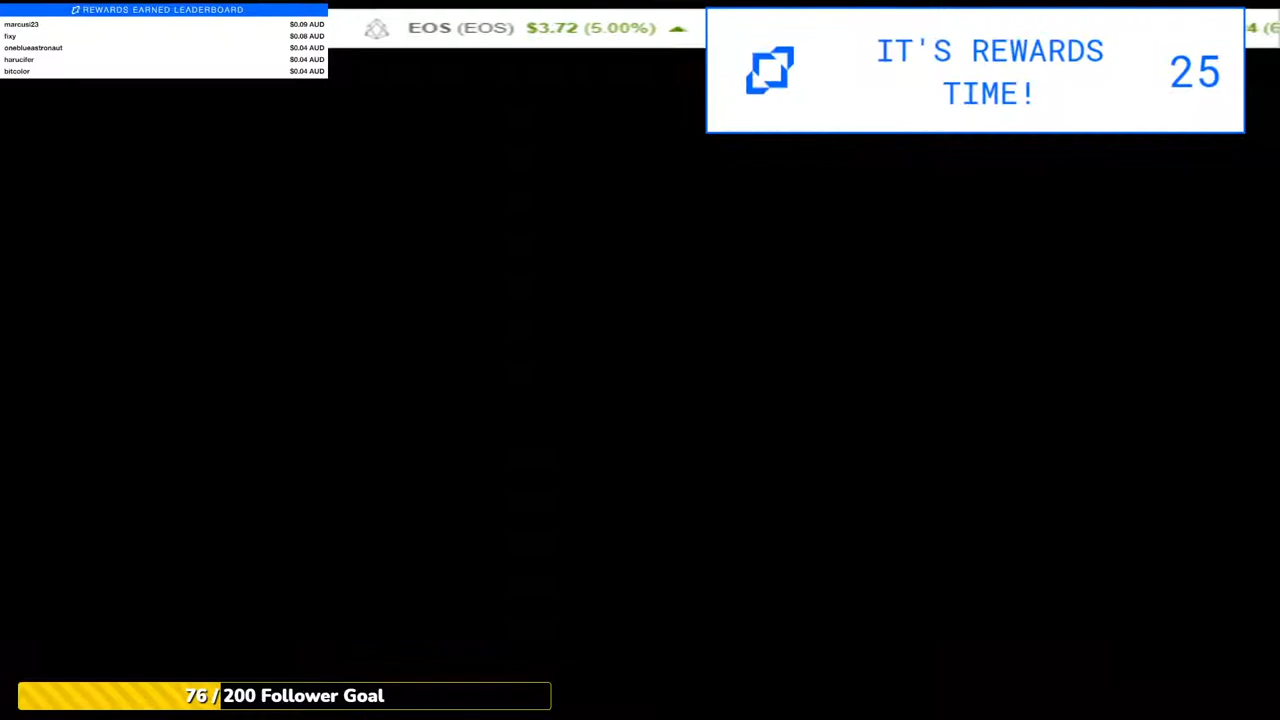 REWARDS EARNED LEADERBOARD
marcusi23 $0.09 AUD
fixy $0.08 AUD
oneblueastronaut $0.04 AUD
harucifer $0.04 AUD
bitcolor $0.04 AUD
EOS (EOS) $3.72 (5.00%)
IT'S REWARDS
TIME!
25
76 / 200 Follower Goal